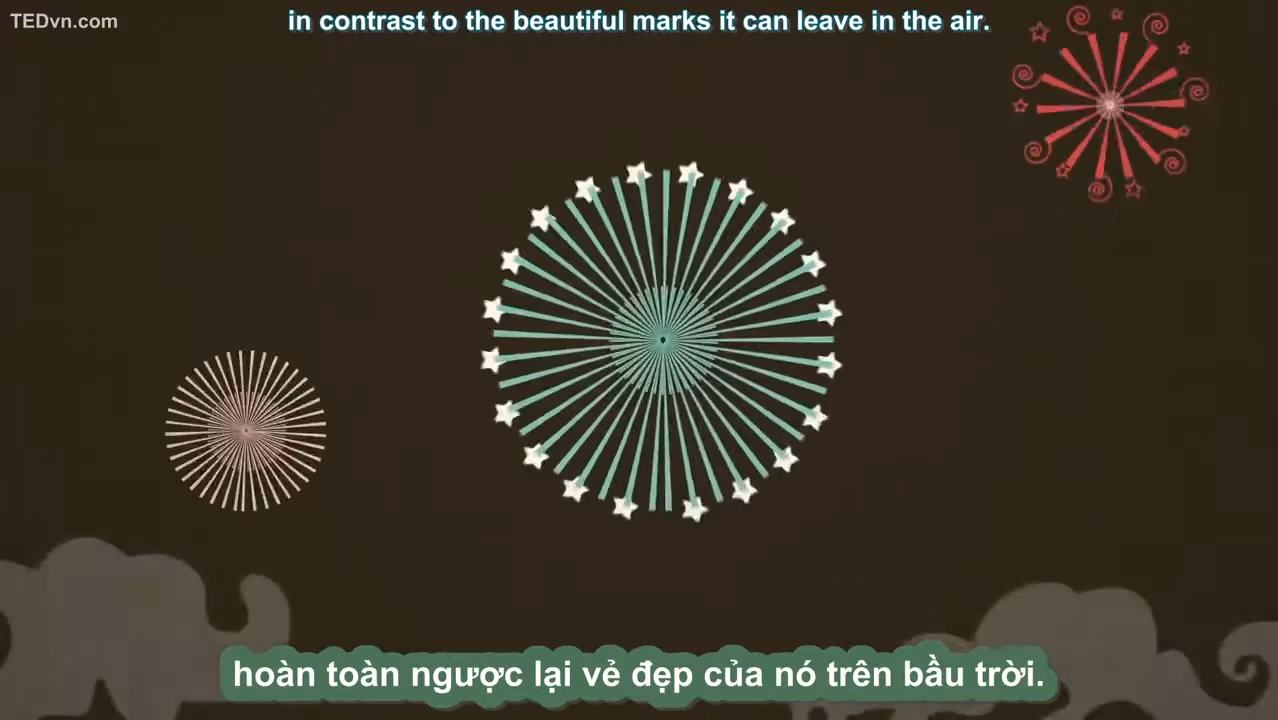 TEDvn.com
in contrast to the beautiful marks it can leave in the air.
hoàn toàn ngược lại vẻ đẹp của nó trên bầu trời.